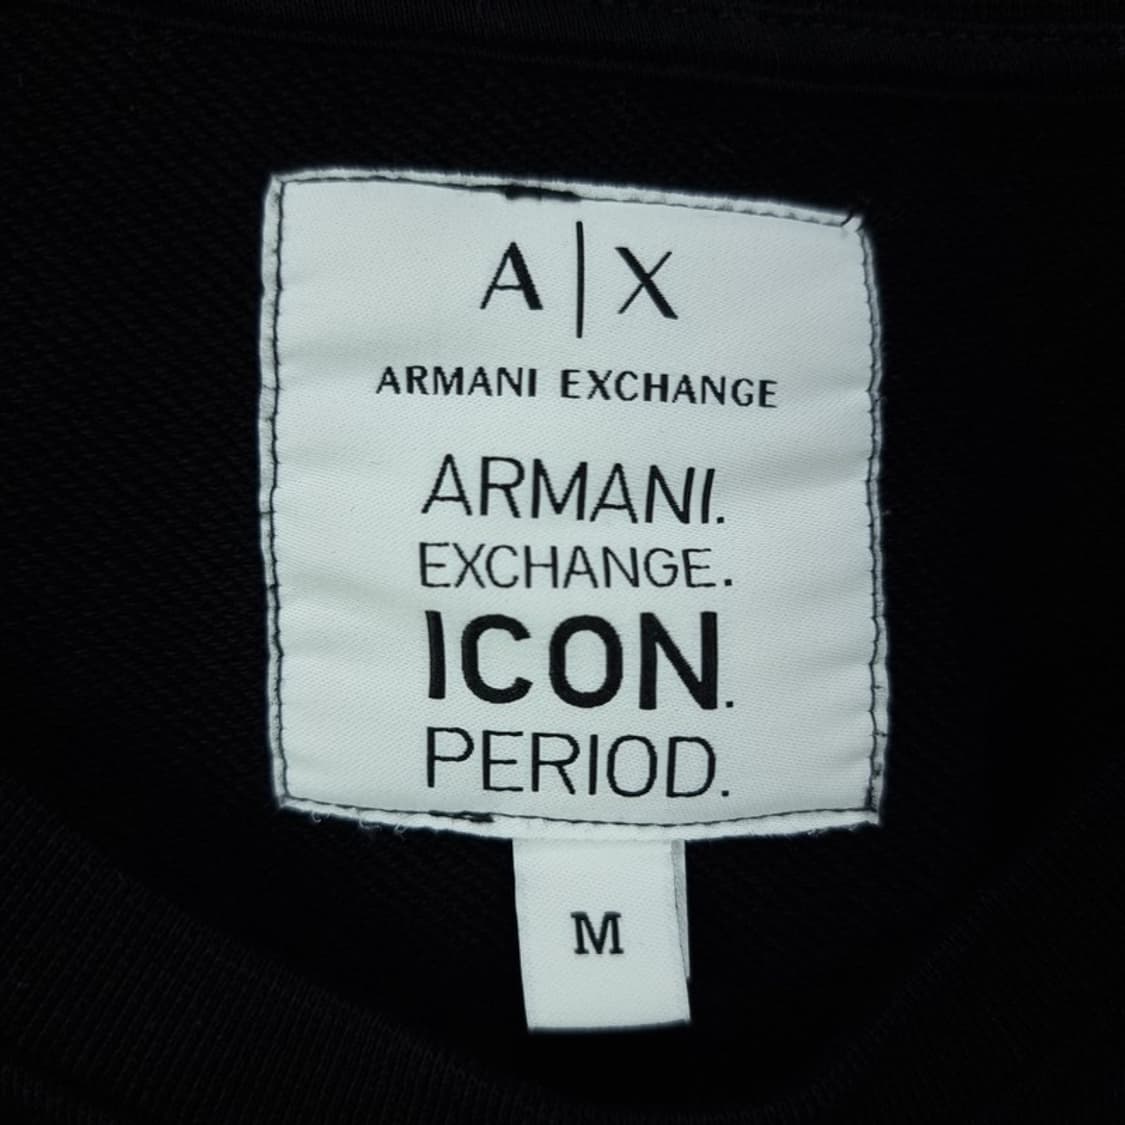 A|X
ARMANI EXCHANGE
ARMANI.
EXCHANGE.
ICON.
PERIOD.
M